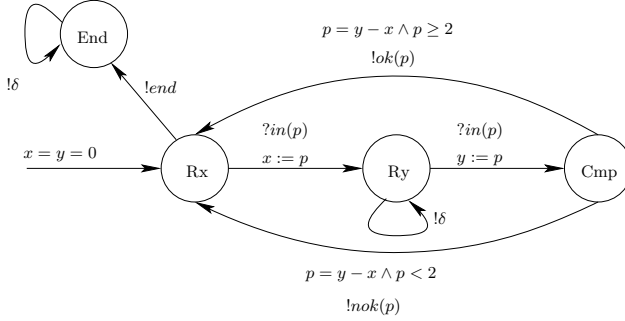 End
p = y − x ∧ p ≥ 2
!ok(p)
!δ
!end
?in(p)
?in(p)
x = y = 0
x := p
y := p
Rx
Ry
Cmp
!δ
p = y − x ∧ p < 2
!nok(p)